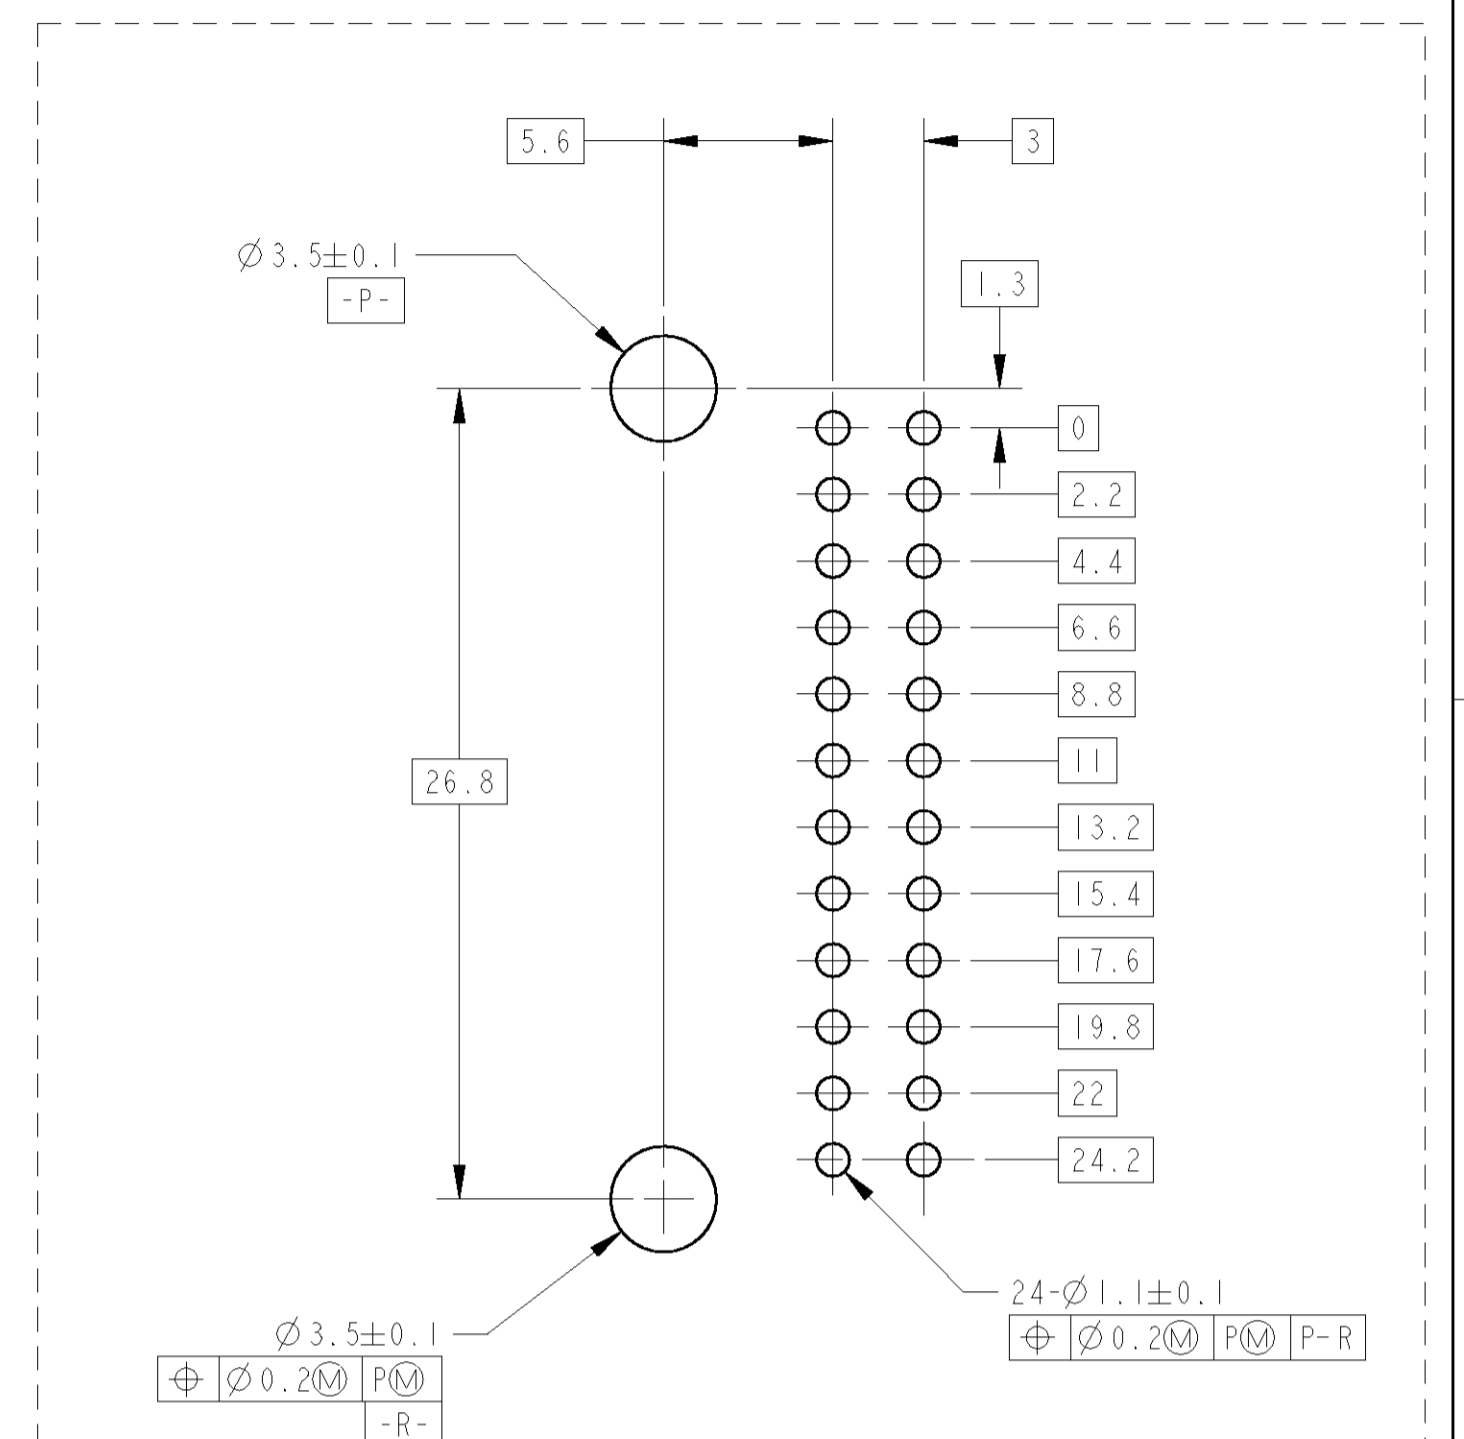 5.6
3
Ø3.5±0.1
-P-
1.3
0
2.2
4.4
6.6
8.8
11
26.8
13.2
15.4
17.6
19.8
22
24.2
24-Ø1.1±0.1
⌖ Ø0.2Ⓜ PⓂ P-R
Ø3.5±0.1
⌖ Ø0.2Ⓜ PⓂ
-R-